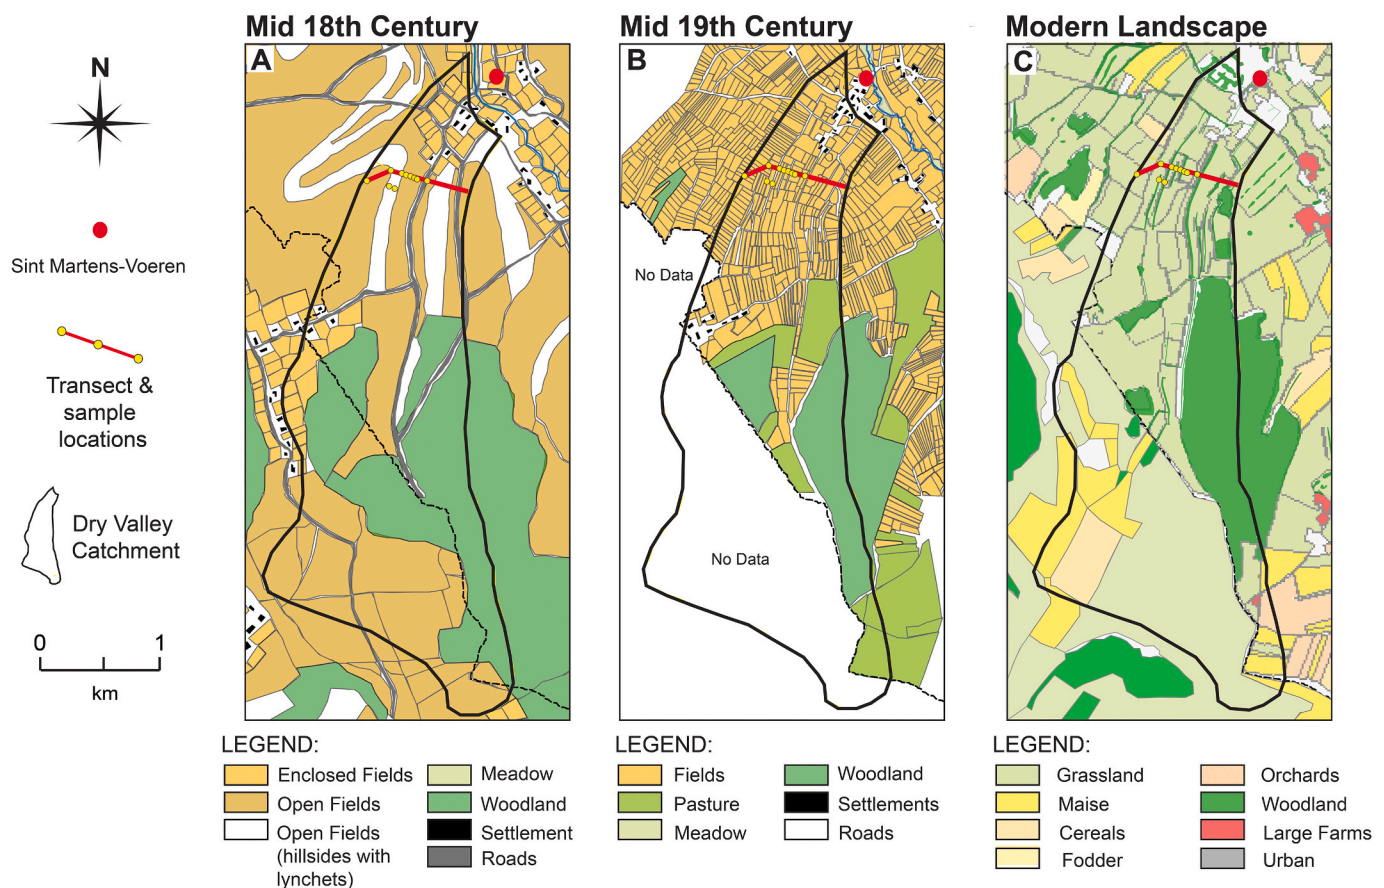 Mid 18th Century
Mid 19th Century
Modern Landscape
A
B
C
N
Sint Martens-Voeren
Transect &
sample
locations
Dry Valley
Catchment
0
1
km
No Data
No Data
LEGEND:
Enclosed Fields
Open Fields
Open Fields
(hillsides with
lynchets)
Meadow
Woodland
Settlement
Roads
LEGEND:
Fields
Pasture
Meadow
Woodland
Settlements
Roads
LEGEND:
Grassland
Maise
Cereals
Fodder
Orchards
Woodland
Large Farms
Urban